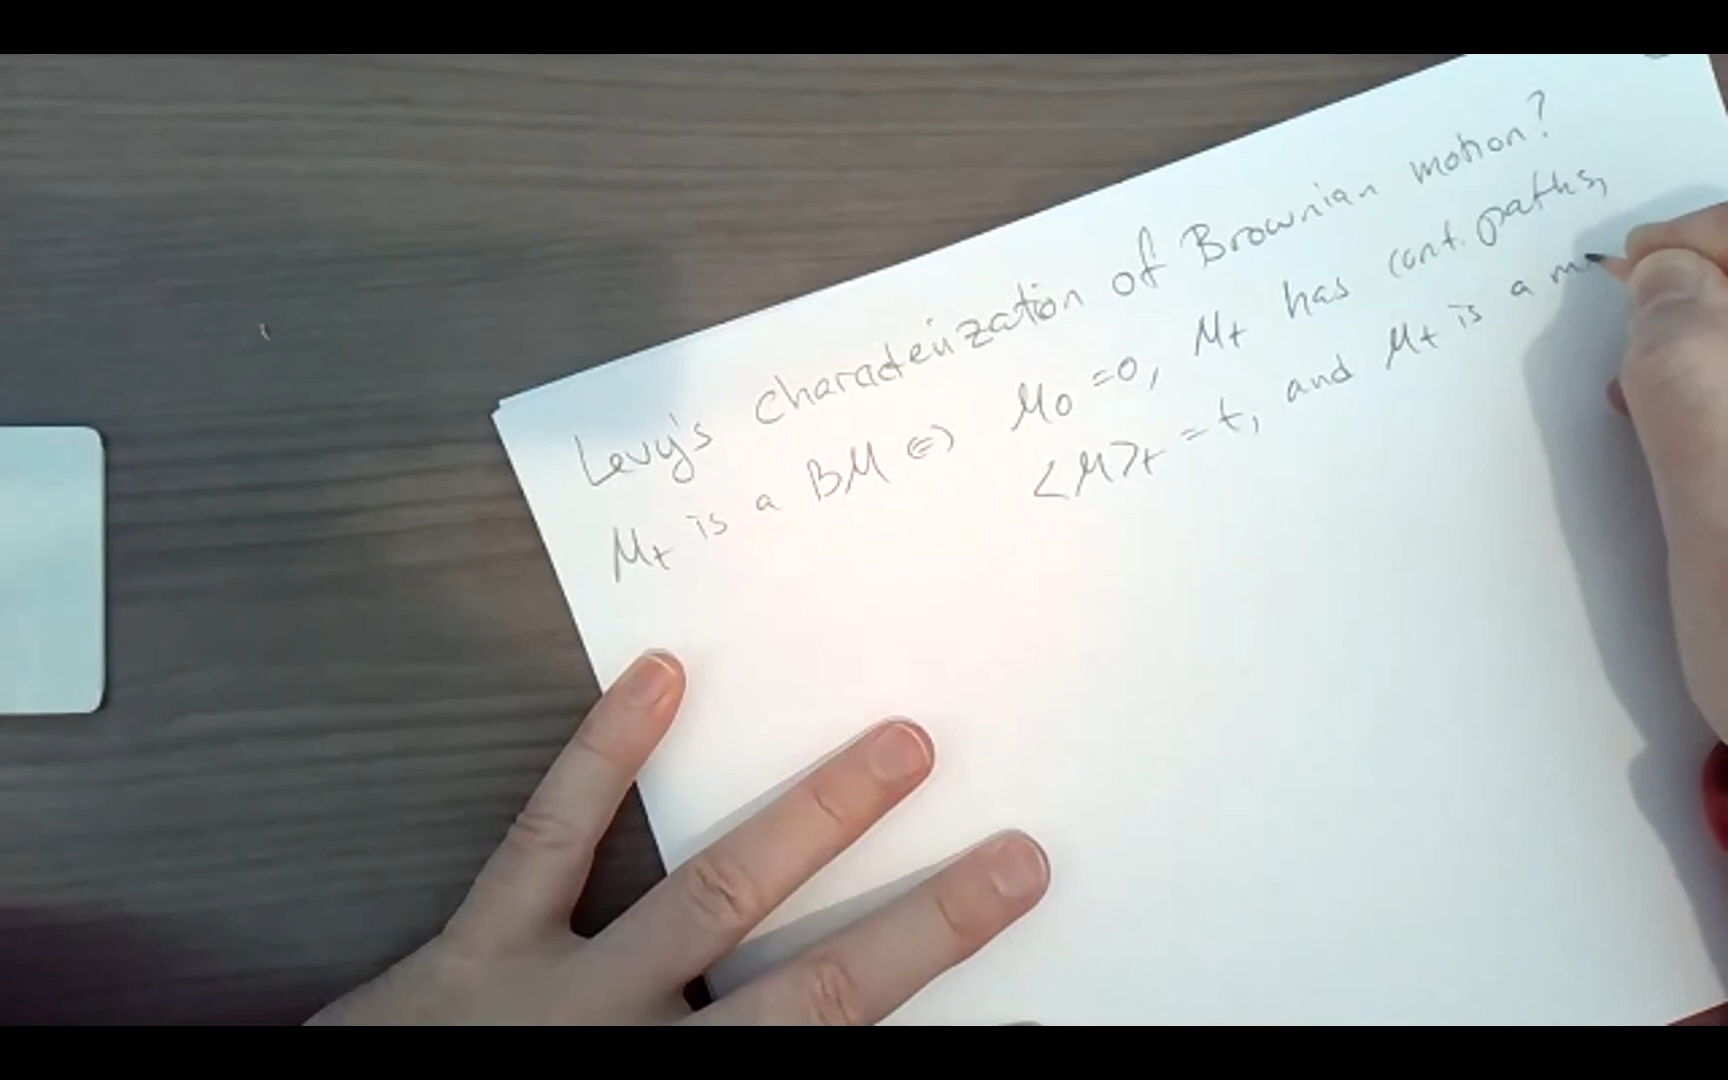 Levy's characterization of Brownian motion?
Mt is a BM ⇔ M0 = 0, Mt has cont. paths,
<M>t = t, and Mt is a m